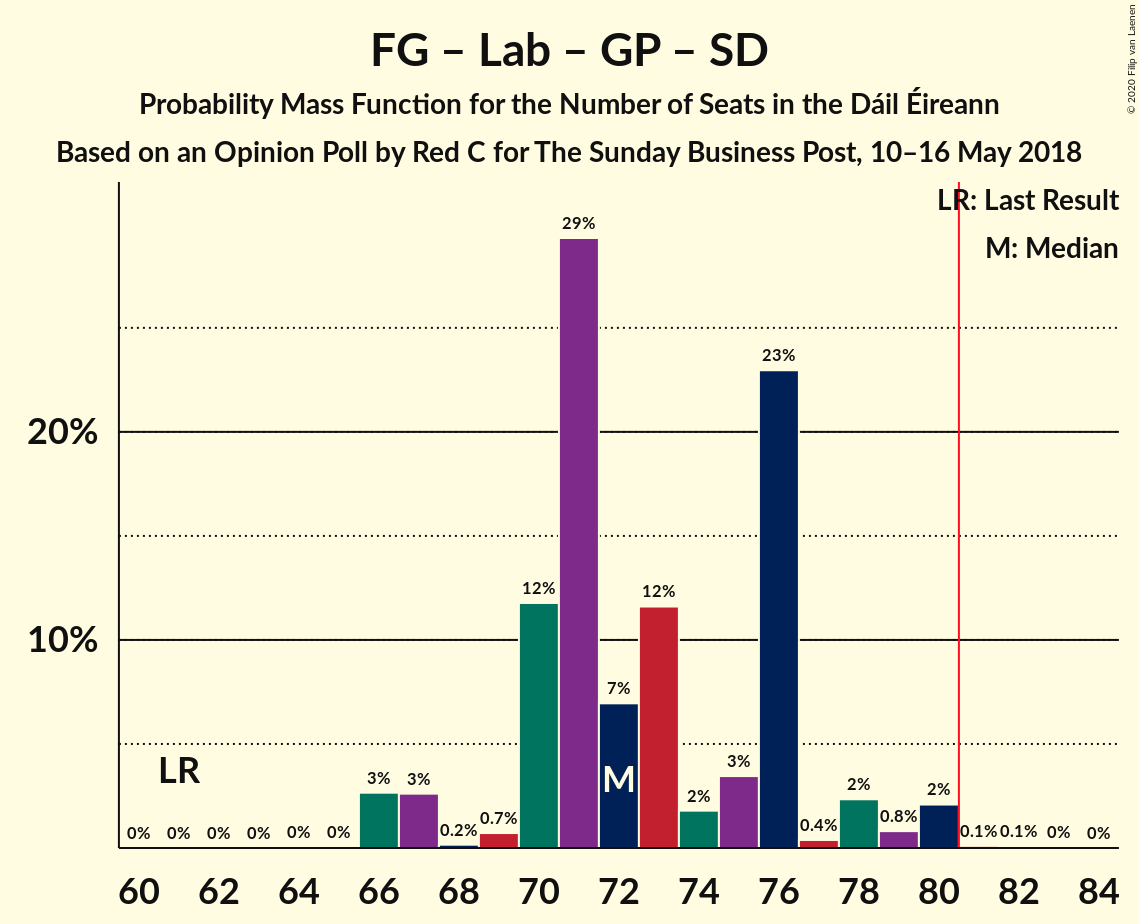 FG – Lab – GP – SD
Probability Mass Function for the Number of Seats in the Dáil Éireann
Based on an Opinion Poll by Red C for The Sunday Business Post, 10–16 May 2018
© 2020 Filip van Laenen
LR: Last Result
M: Median
20%
10%
0% 0% 0% 0% 0% 0% 3% 3% 0.2% 0.7% 12% 29% 7% 12% 2% 3% 23% 0.4% 2% 0.8% 2% 0.1% 0.1% 0% 0%
LR
M
60 62 64 66 68 70 72 74 76 78 80 82 84